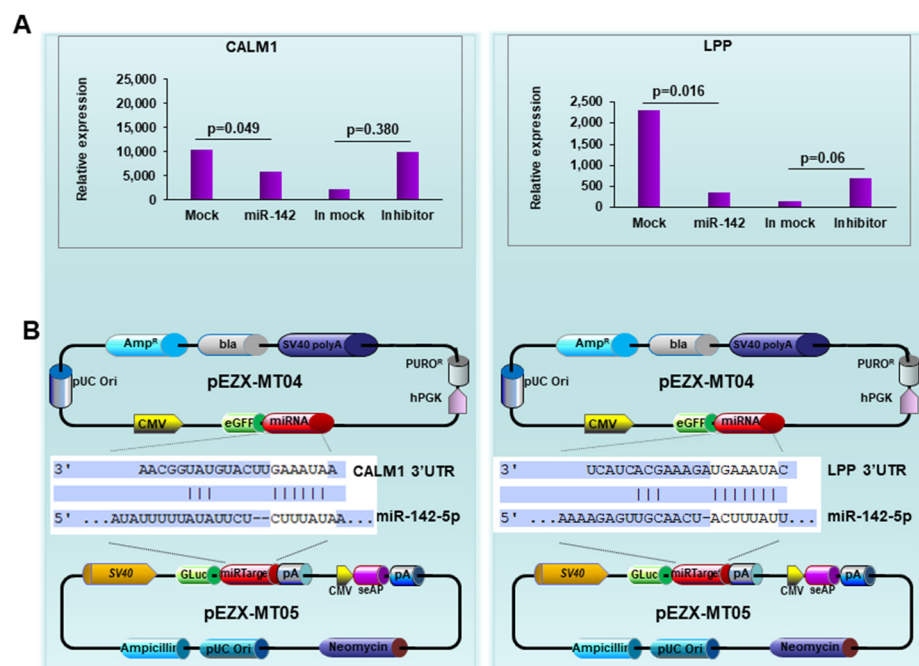 A
CALM1
Relative expression
25,000
20,000
15,000
10,000
5,000
0
p=0.049
p=0.380
Mock miR-142 In mock Inhibitor
LPP
Relative expression
2,500
2,000
1,500
1,000
500
0
p=0.016
p=0.06
Mock miR-142 In mock Inhibitor
B
Ampᴿ bla SV40 polyA
pUC Ori
pEZX-MT04
PUROᴿ
hPGK
CMV eGFP miRNA
3' AACGGUAUGUACUUGAAAUAA CALM1 3'UTR
||| ||||||
5' ...AUAUUUUUAUAUUCU--CUUUAUAA... miR-142-5p
SV40 GLuc miRTarget pA
CMV seAP pA
pEZX-MT05
Ampicillin pUC Ori Neomycin
Ampᴿ bla SV40 polyA
pUC Ori
pEZX-MT04
PUROᴿ
hPGK
CMV eGFP miRNA
3' UCAUCACGAAAGAUGAAAUAC LPP 3'UTR
||| |||||||
5' ...AAAAGAGUUGCAACU-ACUUUAUU... miR-142-5p
SV40 GLuc miRTarget pA
CMV seAP pA
pEZX-MT05
Ampicillin pUC Ori Neomycin